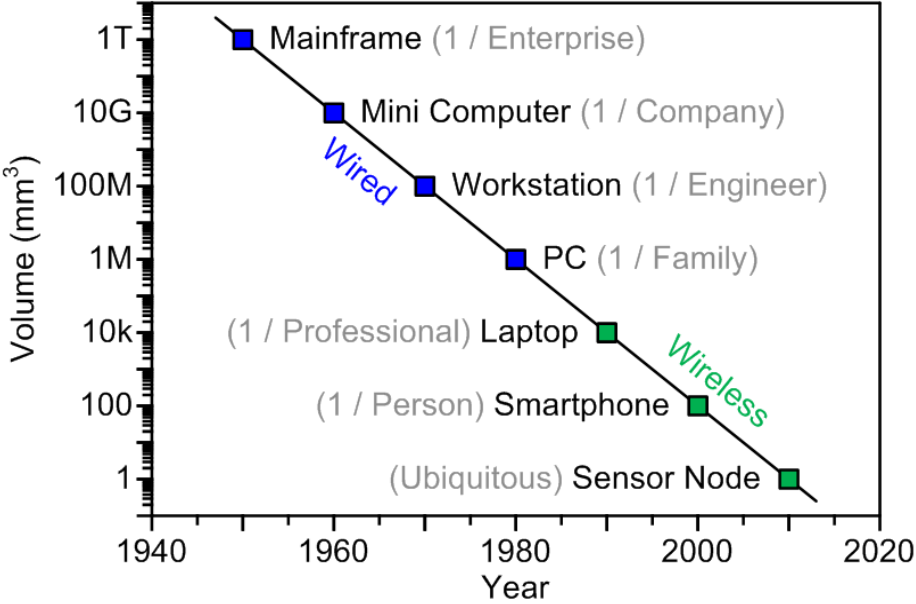 1T
Mainframe (1 / Enterprise)
10G
Mini Computer (1 / Company)
Wired
100M
Workstation (1 / Engineer)
1M
PC (1 / Family)
10k
(1 / Professional) Laptop
Wireless
100
(1 / Person) Smartphone
1
(Ubiquitous) Sensor Node
Volume (mm³)
1940 1960 1980 2000 2020
Year